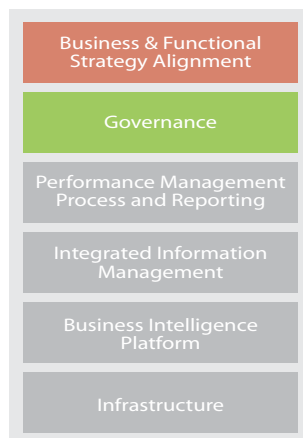 Business & Functional
Strategy Alignment
Governance
Performance Management
Process and Reporting
Integrated Information
Management
Business Intelligence
Platform
Infrastructure